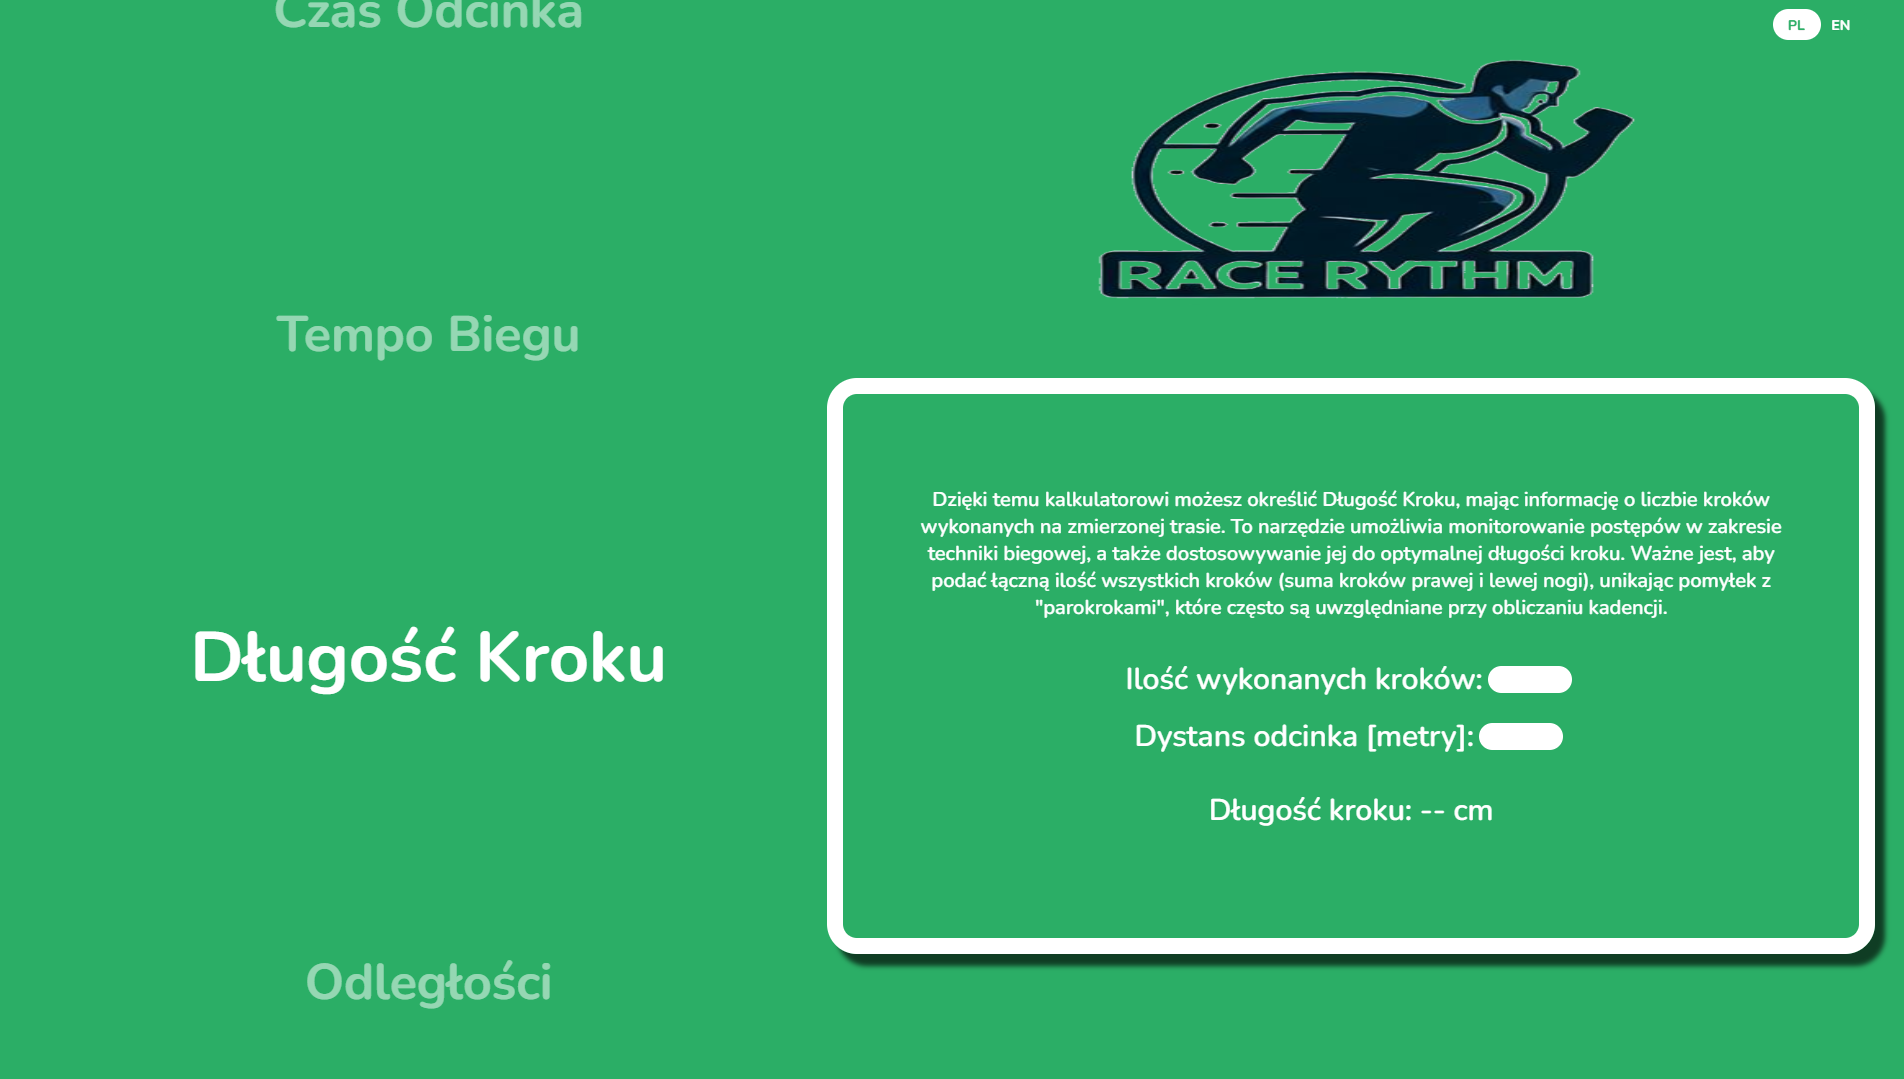 Czas Odcinka
PL EN
RACE RYTHM
Tempo Biegu
Długość Kroku
Odległości
Dzięki temu kalkulatorowi możesz określić Długość Kroku, mając informację o liczbie kroków
wykonanych na zmierzonej trasie. To narzędzie umożliwia monitorowanie postępów w zakresie
techniki biegowej, a także dostosowywanie jej do optymalnej długości kroku. Ważne jest, aby
podać łączną ilość wszystkich kroków (suma kroków prawej i lewej nogi), unikając pomyłek z
"parokrokami", które często są uwzględniane przy obliczaniu kadencji.
Ilość wykonanych kroków:
Dystans odcinka [metry]:
Długość kroku: -- cm